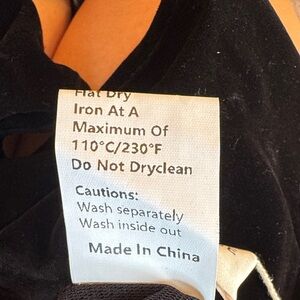 Flat Dry
Iron At A
Maximum Of
110°C/230°F
Do Not Dryclean
Cautions:
Wash separately
Wash inside out
Made In China